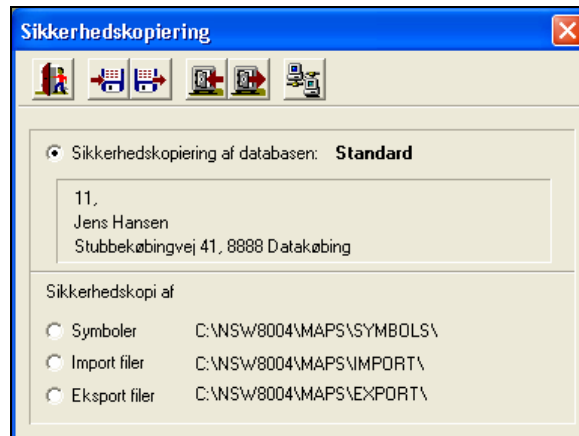 Sikkerhedskopiering
Sikkerhedskopiering af databasen: Standard
11,
Jens Hansen
Stubbekøbingvej 41, 8888 Datakøbing
Sikkerhedskopi af
Symboler C:\NSW8004\MAPS\SYMBOLS\
Import filer C:\NSW8004\MAPS\IMPORT\
Eksport filer C:\NSW8004\MAPS\EXPORT\